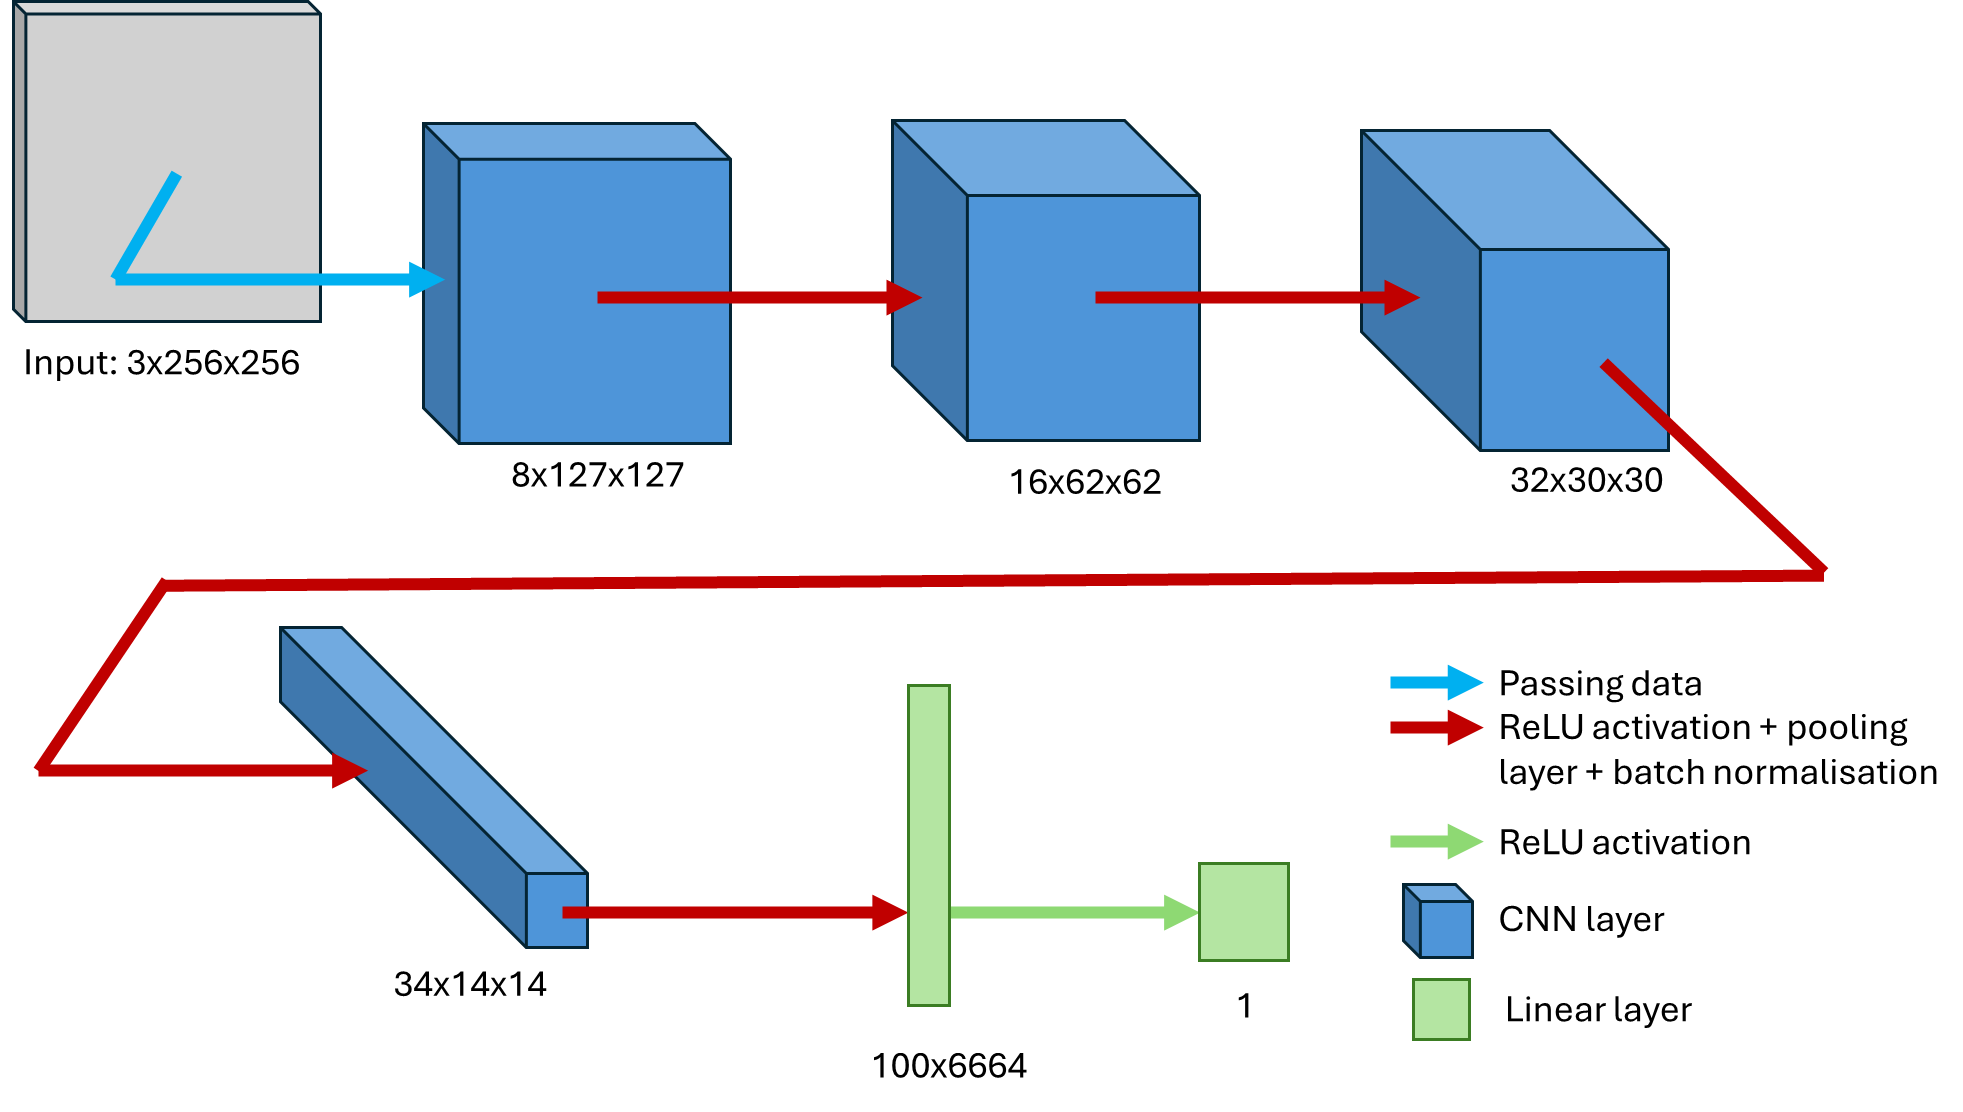 Input: 3x256x256
8x127x127
16x62x62
32x30x30
34x14x14
100x6664
1
Passing data
ReLU activation + pooling
layer + batch normalisation
ReLU activation
CNN layer
Linear layer